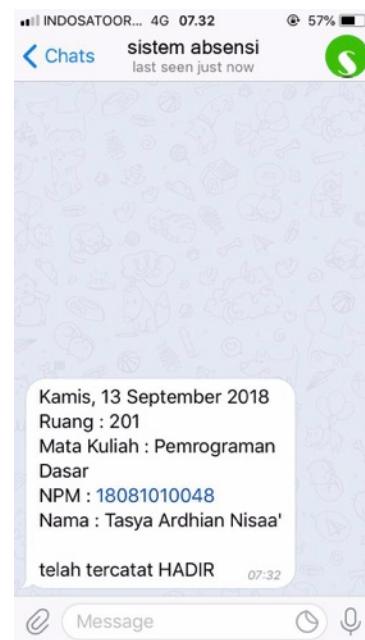 INDOSATOOR... 4G 07.32 57%
Chats sistem absensi
last seen just now
S
Kamis, 13 September 2018
Ruang : 201
Mata Kuliah : Pemrograman
Dasar
NPM : 18081010048
Nama : Tasya Ardhian Nisaa'
telah tercatat HADIR 07:32
Message